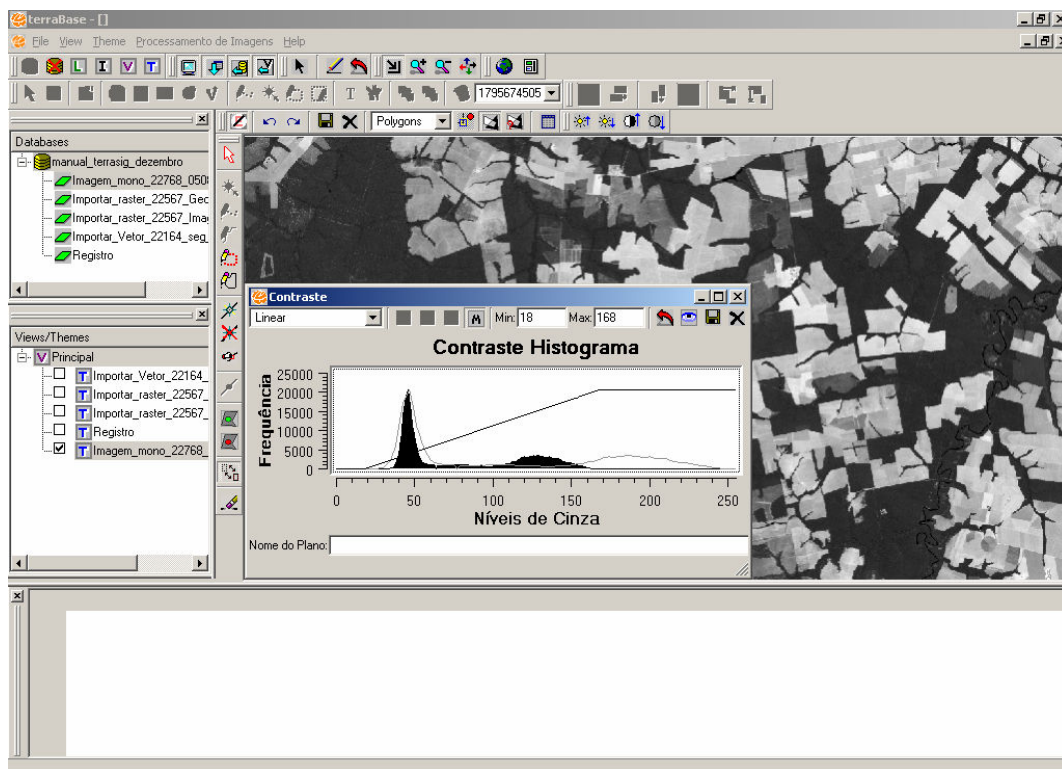 terraBase - []
File View Theme Processamento de Imagens Help
L I V T
T 1795674505
Polygons
Databases
manual_terrasig_dezembro
Imagem_mono_22768_050
Importar_raster_22567_Geo
Importar_raster_22567_Ima
Importar_Vetor_22164_seg_
Registro
Views/Themes
V Principal
T Importar_Vetor_22164_
T Importar_raster_22567_
T Importar_raster_22567_
T Registro
T Imagem_mono_22768_
Contraste
Linear M Min: 18 Max: 168
Contraste Histograma
Frequência
25000
20000
15000
10000
5000
0
0 50 100 150 200 250
Níveis de Cinza
Nome do Plano: